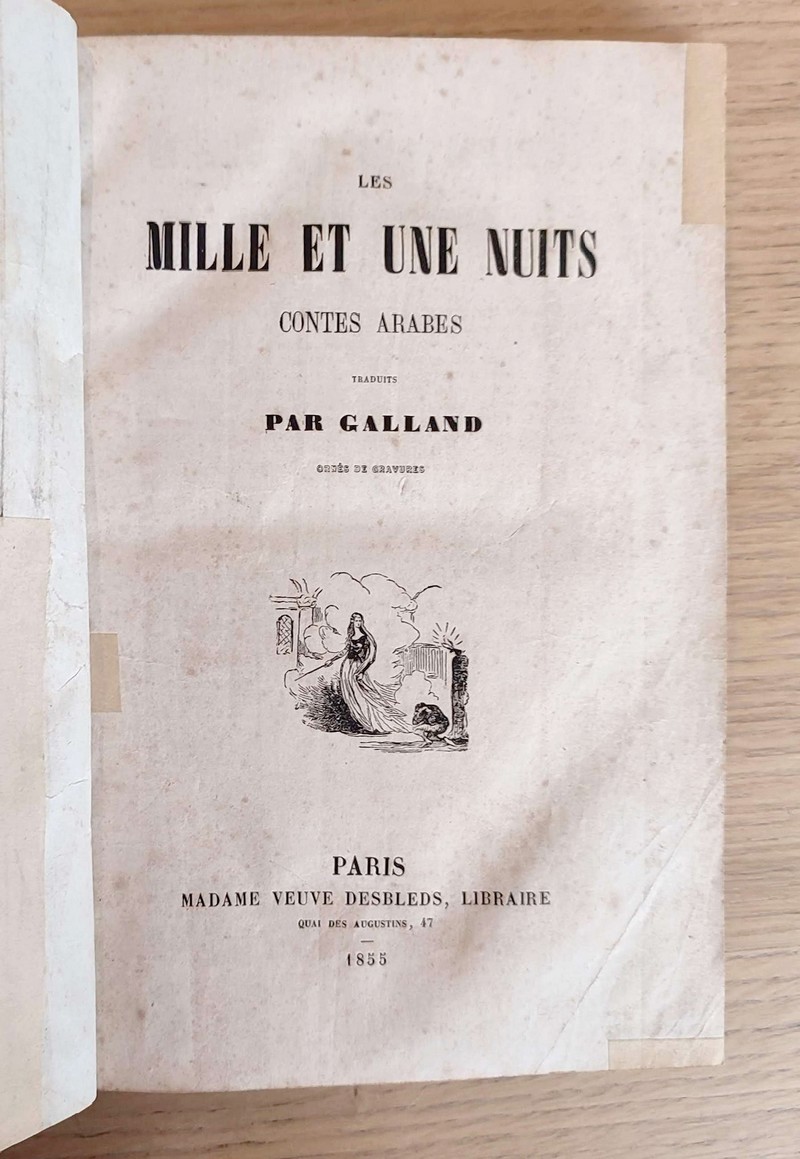 LES
MILLE ET UNE NUITS
CONTES ARABES
TRADUITS
PAR GALLAND
ORNÉS DE GRAVURES
PARIS
MADAME VEUVE DESBLEDS, LIBRAIRE
QUAI DES AUGUSTINS, 47
—
1855